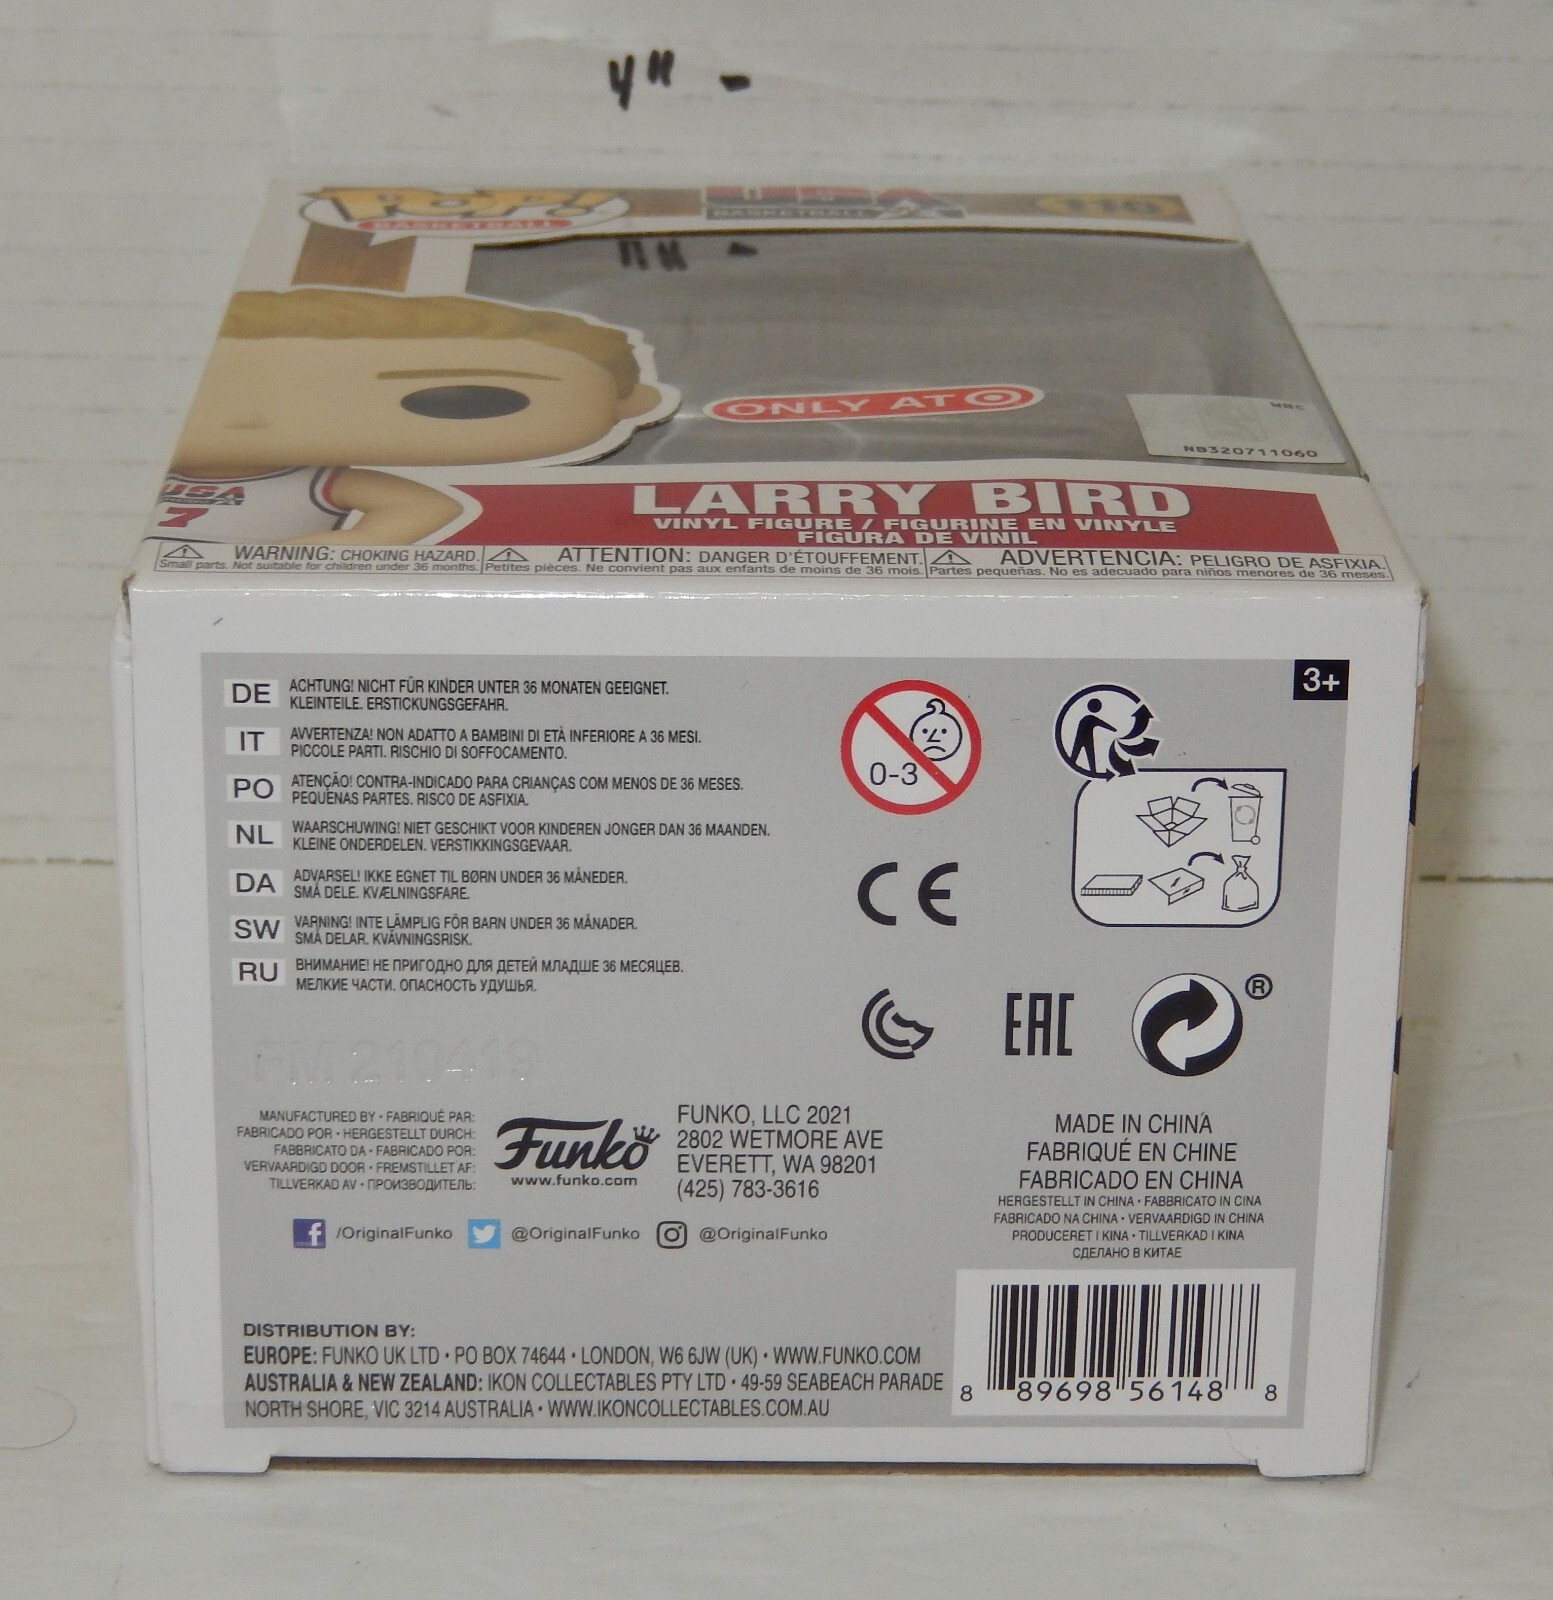 4" -
POP!
BASKETBALL
USA
BASKETBALL
ONLY AT
WBC
NB320711060
USA
7
LARRY BIRD
VINYL FIGURE / FIGURINE EN VINYLE
FIGURA DE VINIL
WARNING: CHOKING HAZARD.
Small parts. Not suitable for children under 36 months.
ATTENTION: DANGER D'ÉTOUFFEMENT.
Petites pièces. Ne convient pas aux enfants de moins de 36 mois.
ADVERTENCIA: PELIGRO DE ASFIXIA.
Partes pequeñas. No es adecuado para niños menores de 36 meses.
3+
DE ACHTUNG! NICHT FÜR KINDER UNTER 36 MONATEN GEEIGNET.
KLEINTEILE. ERSTICKUNGSGEFAHR.
IT AVVERTENZA! NON ADATTO A BAMBINI DI ETÀ INFERIORE A 36 MESI.
PICCOLE PARTI. RISCHIO DI SOFFOCAMENTO.
PO ATENÇÃO! CONTRA-INDICADO PARA CRIANÇAS COM MENOS DE 36 MESES.
PEQUENAS PARTES. RISCO DE ASFIXIA.
NL WAARSCHUWING! NIET GESCHIKT VOOR KINDEREN JONGER DAN 36 MAANDEN.
KLEINE ONDERDELEN. VERSTIKKINGSGEVAAR.
DA ADVARSEL! IKKE EGNET TIL BØRN UNDER 36 MÅNEDER.
SMÅ DELE. KVÆLNINGSFARE.
SW VARNING! INTE LÄMPLIG FÖR BARN UNDER 36 MÅNADER.
SMÅ DELAR. KVÄVNINGSRISK.
RU ВНИМАНИЕ! НЕ ПРИГОДНО ДЛЯ ДЕТЕЙ МЛАДШЕ 36 МЕСЯЦЕВ.
МЕЛКИЕ ЧАСТИ. ОПАСНОСТЬ УДУШЬЯ.
0-3
CE
EAC
®
FM 210419
MANUFACTURED BY • FABRIQUÉ PAR:
FABRICADO POR • HERGESTELLT DURCH:
FABBRICATO DA • FABRICADO POR:
VERVAARDIGD DOOR • FREMSTILLET AF:
TILLVERKAD AV • ПРОИЗВОДИТЕЛЬ:
Funko
www.funko.com
FUNKO, LLC 2021
2802 WETMORE AVE
EVERETT, WA 98201
(425) 783-3616
f /OriginalFunko @OriginalFunko @OriginalFunko
MADE IN CHINA
FABRIQUÉ EN CHINE
FABRICADO EN CHINA
HERGESTELLT IN CHINA • FABBRICATO IN CINA
FABRICADO NA CHINA • VERVAARDIGD IN CHINA
PRODUCERET I KINA • TILLVERKAD I KINA
СДЕЛАНО В КИТАЕ
DISTRIBUTION BY:
EUROPE: FUNKO UK LTD • PO BOX 74644 • LONDON, W6 6JW (UK) • WWW.FUNKO.COM
AUSTRALIA & NEW ZEALAND: IKON COLLECTABLES PTY LTD • 49-59 SEABEACH PARADE
NORTH SHORE, VIC 3214 AUSTRALIA • WWW.IKONCOLLECTABLES.COM.AU
8 89698 56148 8